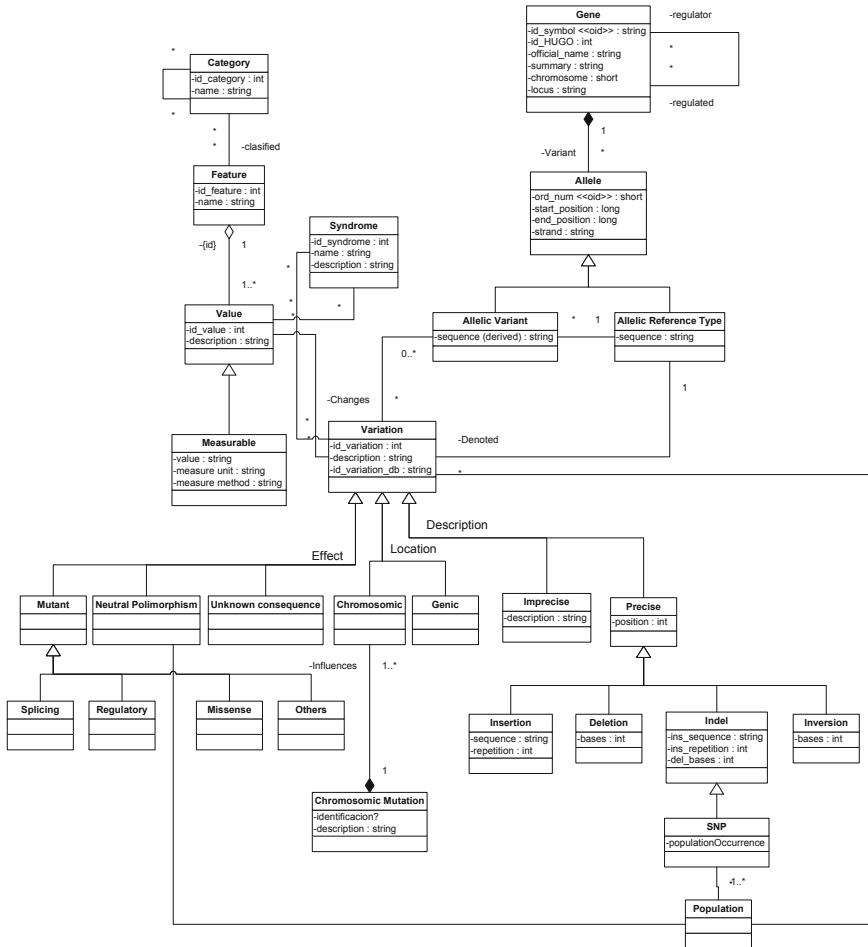 Gene
-id_symbol <<oid>> : string
-id_HUGO : int
-official_name : string
-summary : string
-chromosome : short
-locus : string
-regulator
*
*
-regulated
1
-Variant
*
Category
-id_category : int
-name : string
*
*
*
*
-clasified
Feature
-id_feature : int
-name : string
-{id}
1
1..*
Allele
-ord_num <<oid>> : short
-start_position : long
-end_position : long
-strand : string
Syndrome
-id_syndrome : int
-name : string
-description : string
*
*
*
*
Value
-id_value : int
-description : string
Allelic Variant
-sequence (derived) : string
*
1
Allelic Reference Type
-sequence : string
0..*
1
-Changes
*
*
*
Measurable
-value : string
-measure unit : string
-measure method : string
Variation
-id_variation : int
-description : string
-id_variation_db : string
-Denoted
*
Effect
Location
Description
Mutant
Neutral Polimorphism
Unknown consequence
Chromosomic
Genic
Imprecise
-description : string
Precise
-position : int
-Influences
1..*
Splicing
Regulatory
Missense
Others
Insertion
-sequence : string
-repetition : int
Deletion
-bases : int
Indel
-ins_sequence : string
-ins_repetition : int
-del_bases : int
Inversion
-bases : int
1
Chromosomic Mutation
-identificacion?
-description : string
SNP
-populationOccurrence
*
1..*
Population